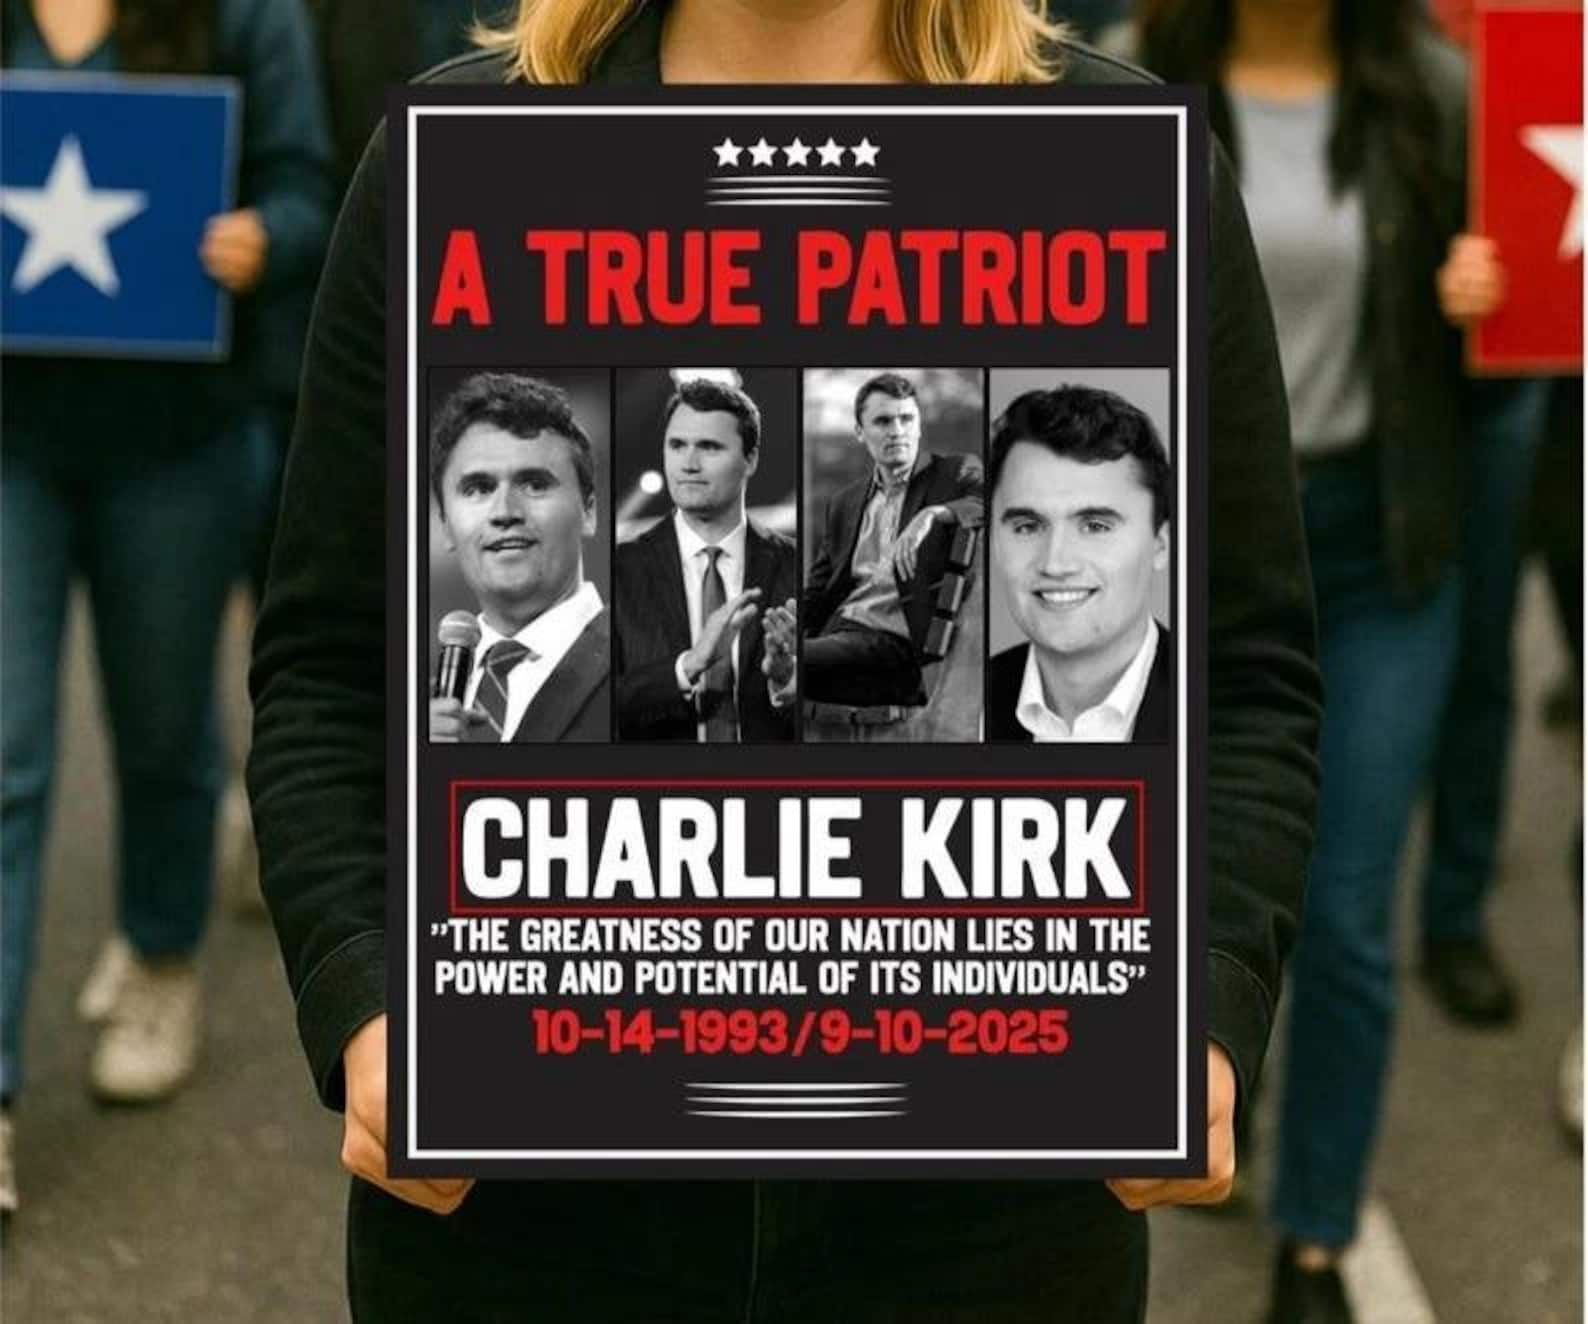 A TRUE PATRIOT
CHARLIE KIRK
”THE GREATNESS OF OUR NATION LIES IN THE
POWER AND POTENTIAL OF ITS INDIVIDUALS”
10-14-1993/9-10-2025